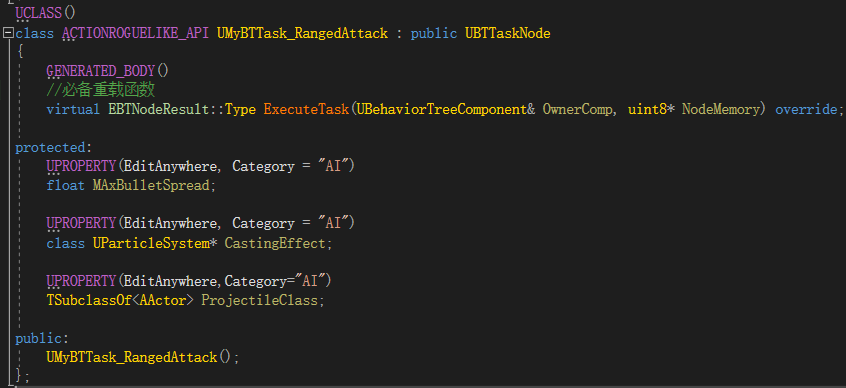 UCLASS()
class ACTIONROGUELIKE_API UMyBTTask_RangedAttack : public UBTTaskNode
{
GENERATED_BODY()
//必备重载函数
virtual EBTNodeResult::Type ExecuteTask(UBehaviorTreeComponent& OwnerComp, uint8* NodeMemory) override;
protected:
UPROPERTY(EditAnywhere, Category = "AI")
float MAxBulletSpread;
UPROPERTY(EditAnywhere, Category = "AI")
class UParticleSystem* CastingEffect;
UPROPERTY(EditAnywhere,Category="AI")
TSubclassOf<AActor> ProjectileClass;
public:
UMyBTTask_RangedAttack();
};